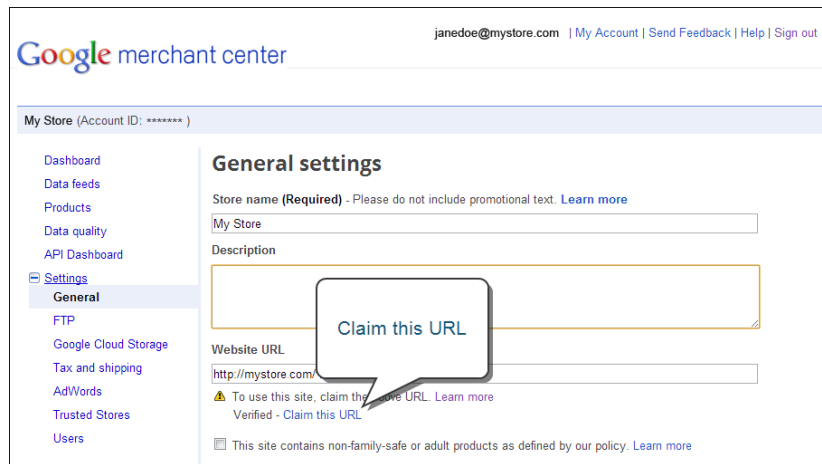 janedoe@mystore.com | My Account | Send Feedback | Help | Sign out
Google merchant center
My Store (Account ID: ******* )
Dashboard
Data feeds
Products
Data quality
API Dashboard
Settings
General
FTP
Google Cloud Storage
Tax and shipping
AdWords
Trusted Stores
Users
General settings
Store name (Required) - Please do not include promotional text. Learn more
My Store
Description
Claim this URL
Website URL
http://mystore.com/
To use this site, claim the above URL. Learn more
Verified - Claim this URL
This site contains non-family-safe or adult products as defined by our policy. Learn more